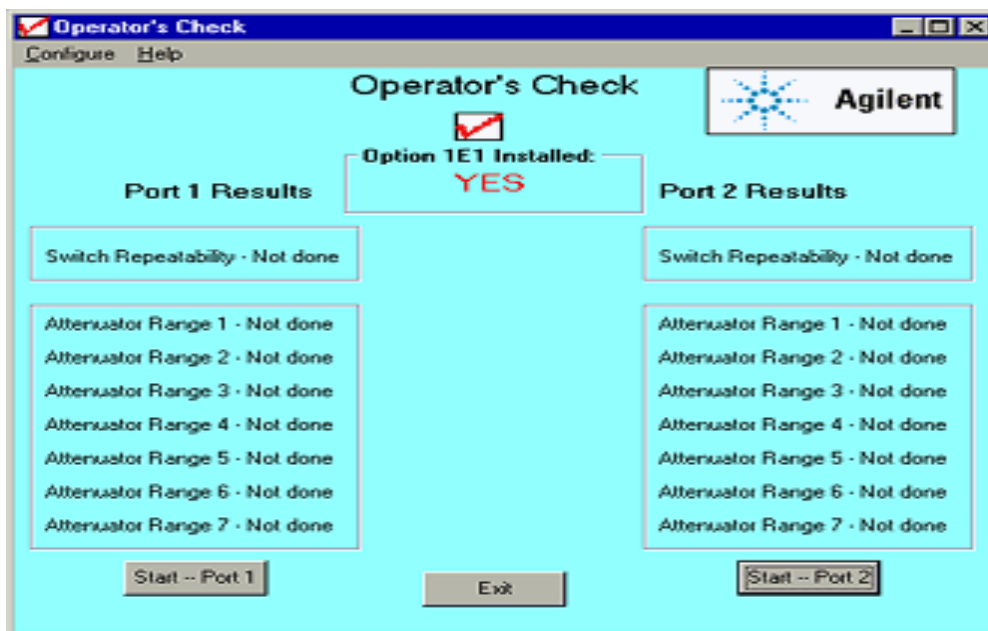 Operator's Check
Configure Help
Operator's Check
Agilent
Option 1E1 Installed:
YES
Port 1 Results
Port 2 Results
Switch Repeatability - Not done
Switch Repeatability - Not done
Attenuator Range 1 - Not done
Attenuator Range 2 - Not done
Attenuator Range 3 - Not done
Attenuator Range 4 - Not done
Attenuator Range 5 - Not done
Attenuator Range 6 - Not done
Attenuator Range 7 - Not done
Attenuator Range 1 - Not done
Attenuator Range 2 - Not done
Attenuator Range 3 - Not done
Attenuator Range 4 - Not done
Attenuator Range 5 - Not done
Attenuator Range 6 - Not done
Attenuator Range 7 - Not done
Start -- Port 1
Exit
Start -- Port 2